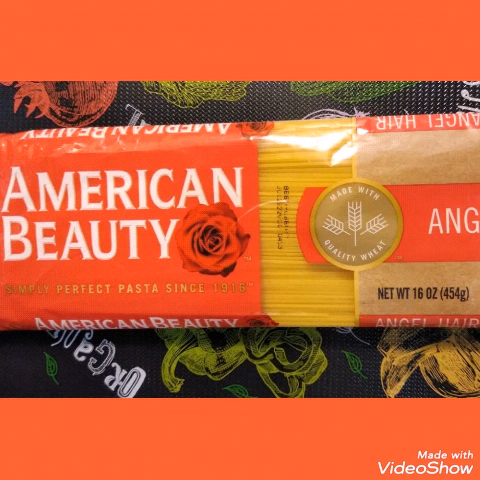 AMERICAN BEAUTY
ANGEL HAIR
AMERICAN
BEAUTY
SIMPLY PERFECT PASTA SINCE 1916
MADE WITH
QUALITY WHEAT
ANG
NET WT 16 OZ (454g)
AMERICAN BEAUTY
ANGEL HAIR
ORGANIC
Made with
VideoShow